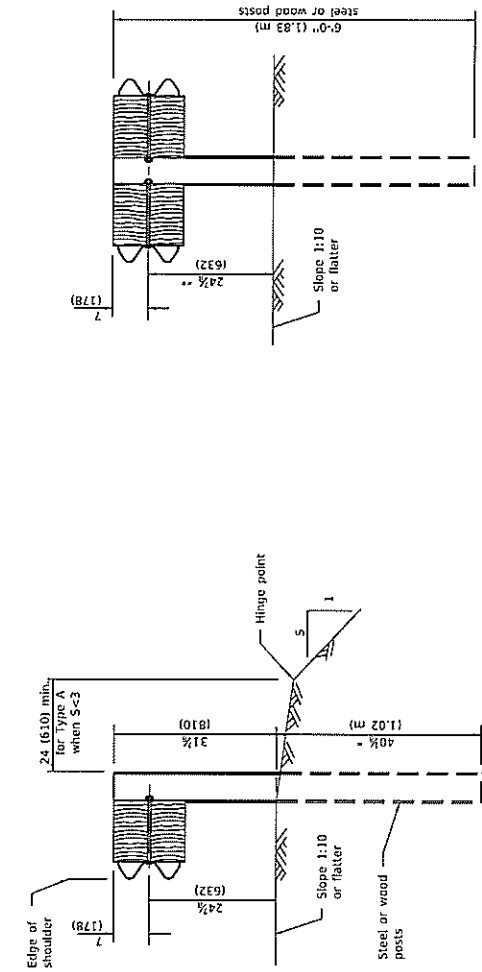 Edge of
shoulder
7
(178)
24⅞
(632)
24 (610) min.
for Type A
when S<3
31⅞
(810)
40⅛ *
(1.02 m)
Hinge point
S
1
Slope 1:10
or flatter
Steel or wood
posts
7
(178)
24⅞ **
(632)
Slope 1:10
or flatter
6'-0" (1.83 m)
steel or wood posts